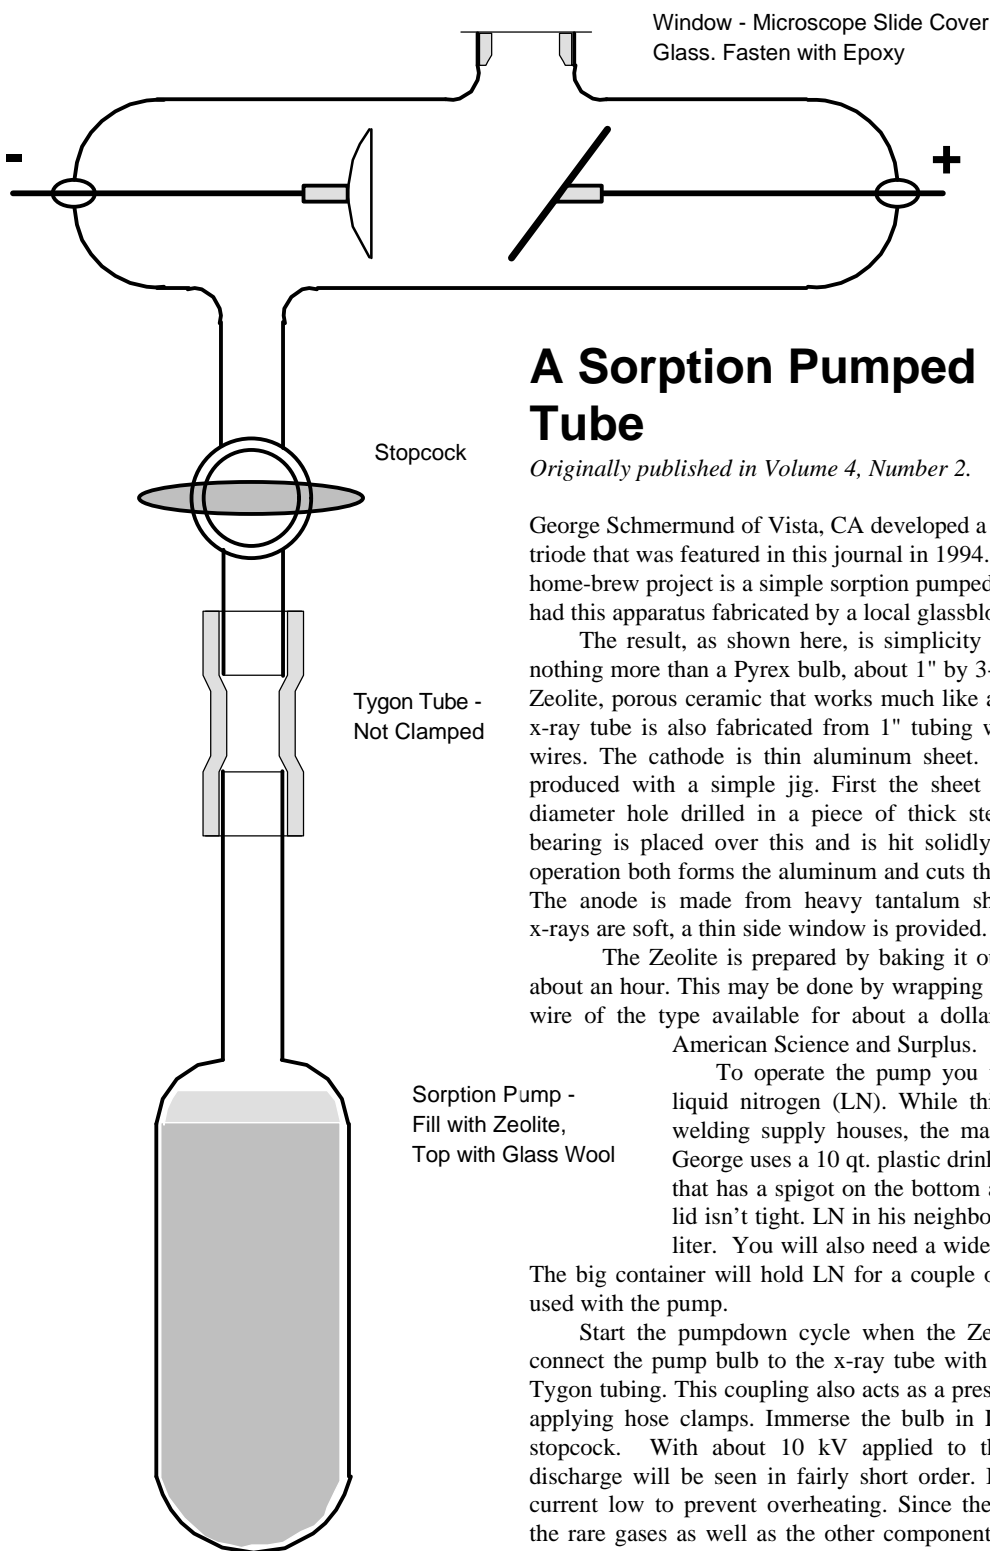 Window - Microscope Slide Cover
Glass. Fasten with Epoxy
-
+
A Sorption Pumped
Tube
Originally published in Volume 4, Number 2.
Stopcock
George Schmermund of Vista, CA developed a
triode that was featured in this journal in 1994.
home-brew project is a simple sorption pumped
had this apparatus fabricated by a local glassblo
The result, as shown here, is simplicity
nothing more than a Pyrex bulb, about 1" by 3-
Zeolite, porous ceramic that works much like a
x-ray tube is also fabricated from 1" tubing w
wires. The cathode is thin aluminum sheet.
produced with a simple jig. First the sheet
diameter hole drilled in a piece of thick ste
bearing is placed over this and is hit solidly
operation both forms the aluminum and cuts th
The anode is made from heavy tantalum sh
x-rays are soft, a thin side window is provided.
Tygon Tube -
Not Clamped
The Zeolite is prepared by baking it ou
about an hour. This may be done by wrapping
wire of the type available for about a dolla
American Science and Surplus.
To operate the pump you
liquid nitrogen (LN). While thi
welding supply houses, the ma
George uses a 10 qt. plastic drink
that has a spigot on the bottom a
lid isn't tight. LN in his neighbo
liter. You will also need a wide
Sorption Pump -
Fill with Zeolite,
Top with Glass Wool
The big container will hold LN for a couple o
used with the pump.
Start the pumpdown cycle when the Ze
connect the pump bulb to the x-ray tube with
Tygon tubing. This coupling also acts as a pres
applying hose clamps. Immerse the bulb in
stopcock. With about 10 kV applied to th
discharge will be seen in fairly short order.
current low to prevent overheating. Since the
the rare gases as well as the other component